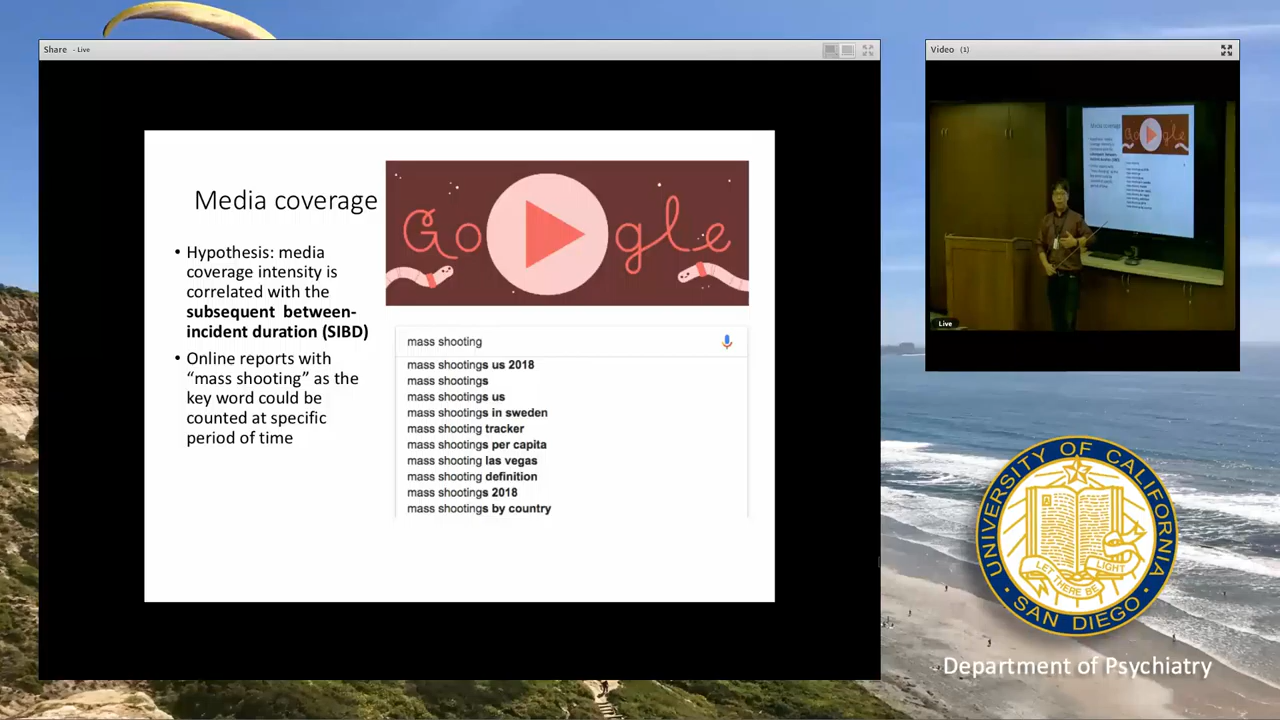 Share - Live
Media coverage
• Hypothesis: media
coverage intensity is
correlated with the
subsequent between-
incident duration (SIBD)
• Online reports with
“mass shooting” as the
key word could be
counted at specific
period of time
Google
mass shooting
mass shootings us 2018
mass shootings
mass shootings us
mass shootings in sweden
mass shooting tracker
mass shootings per capita
mass shooting las vegas
mass shooting definition
mass shootings 2018
mass shootings by country
Video (1)
Media coverage
Google
Live
UNIVERSITY OF CALIFORNIA
LET THERE BE LIGHT
• SAN DIEGO •
Department of Psychiatry